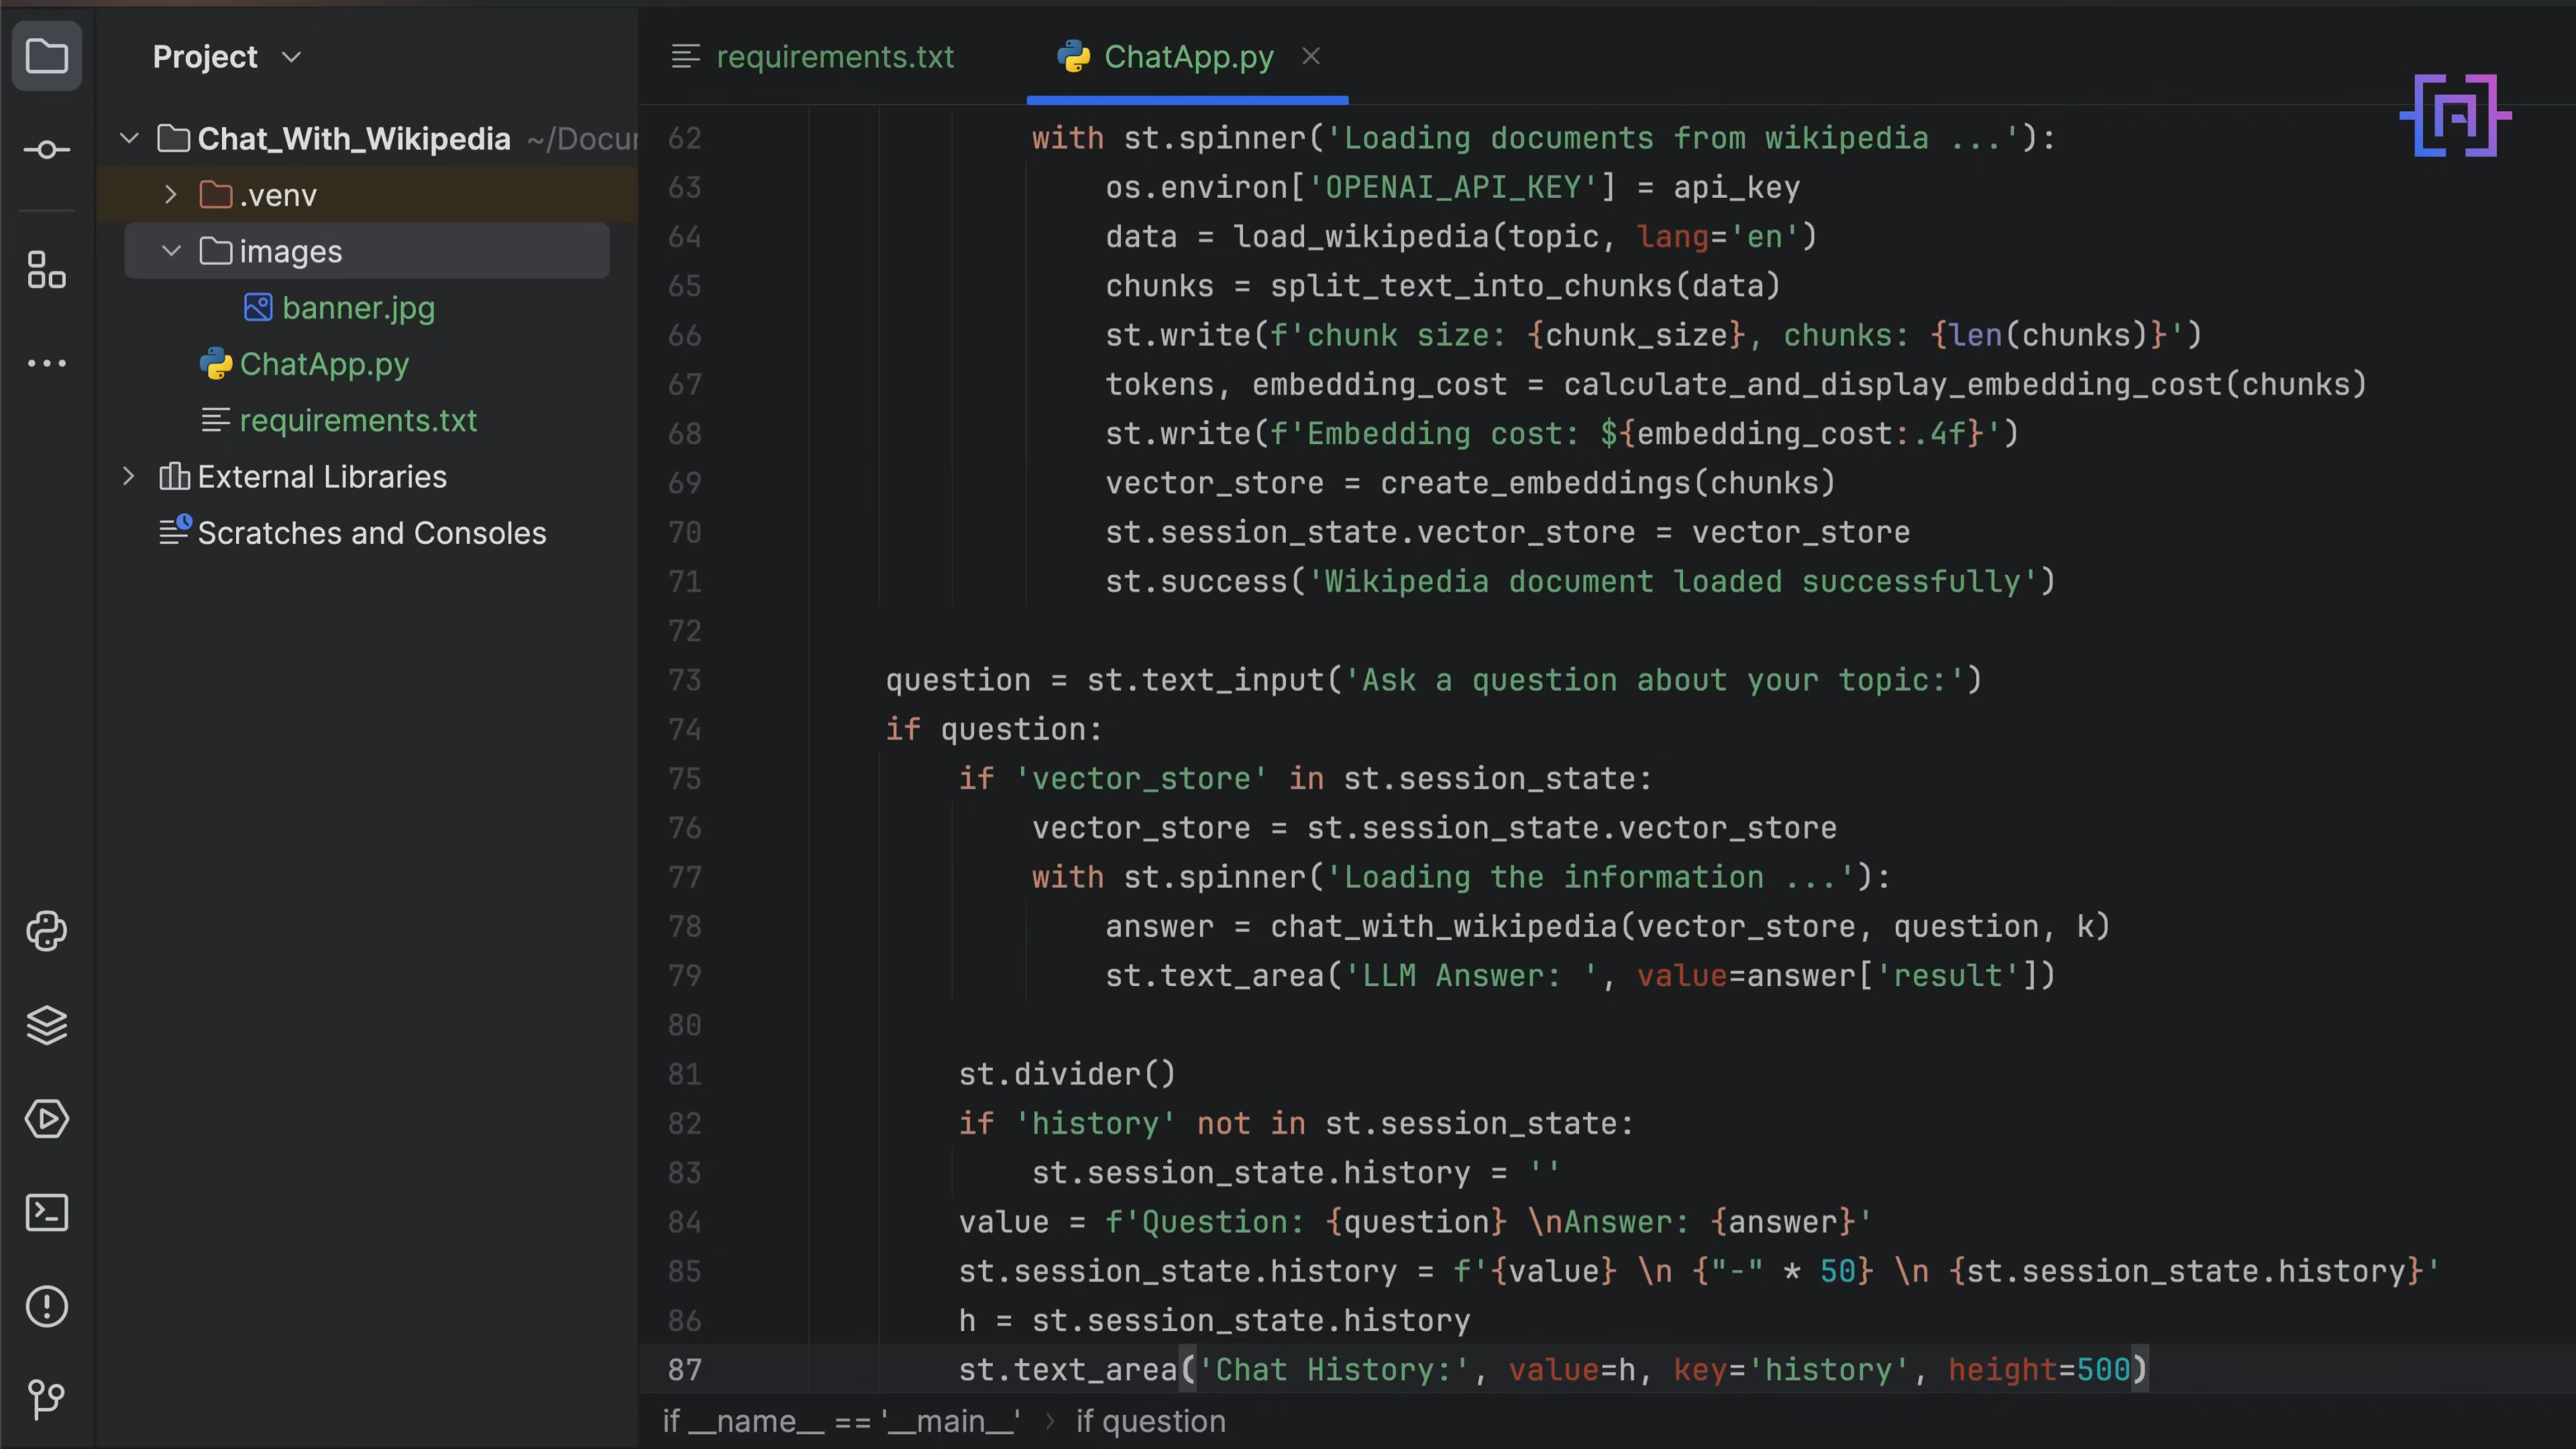 Project
Chat_With_Wikipedia ~/Docu
.venv
images
banner.jpg
ChatApp.py
requirements.txt
External Libraries
Scratches and Consoles
requirements.txt
ChatApp.py
62 with st.spinner('Loading documents from wikipedia ...'):
63 os.environ['OPENAI_API_KEY'] = api_key
64 data = load_wikipedia(topic, lang='en')
65 chunks = split_text_into_chunks(data)
66 st.write(f'chunk size: {chunk_size}, chunks: {len(chunks)}')
67 tokens, embedding_cost = calculate_and_display_embedding_cost(chunks)
68 st.write(f'Embedding cost: ${embedding_cost:.4f}')
69 vector_store = create_embeddings(chunks)
70 st.session_state.vector_store = vector_store
71 st.success('Wikipedia document loaded successfully')
72
73 question = st.text_input('Ask a question about your topic:')
74 if question:
75 if 'vector_store' in st.session_state:
76 vector_store = st.session_state.vector_store
77 with st.spinner('Loading the information ...'):
78 answer = chat_with_wikipedia(vector_store, question, k)
79 st.text_area('LLM Answer: ', value=answer['result'])
80
81 st.divider()
82 if 'history' not in st.session_state:
83 st.session_state.history = ''
84 value = f'Question: {question} \nAnswer: {answer}'
85 st.session_state.history = f'{value} \n {"-" * 50} \n {st.session_state.history}'
86 h = st.session_state.history
87 st.text_area('Chat History:', value=h, key='history', height=500)
if __name__ == '__main__' › if question